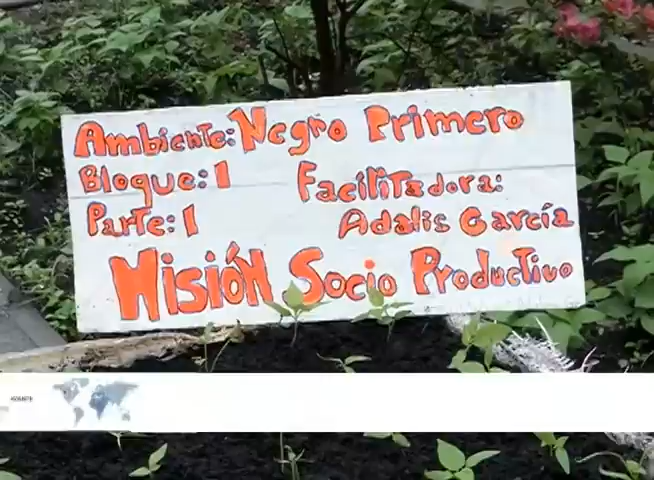 Ambiente: Negro Primero
Bloque: 1 Facilitadora:
Parte: 1 Adalis García
Misión Socio Productivo